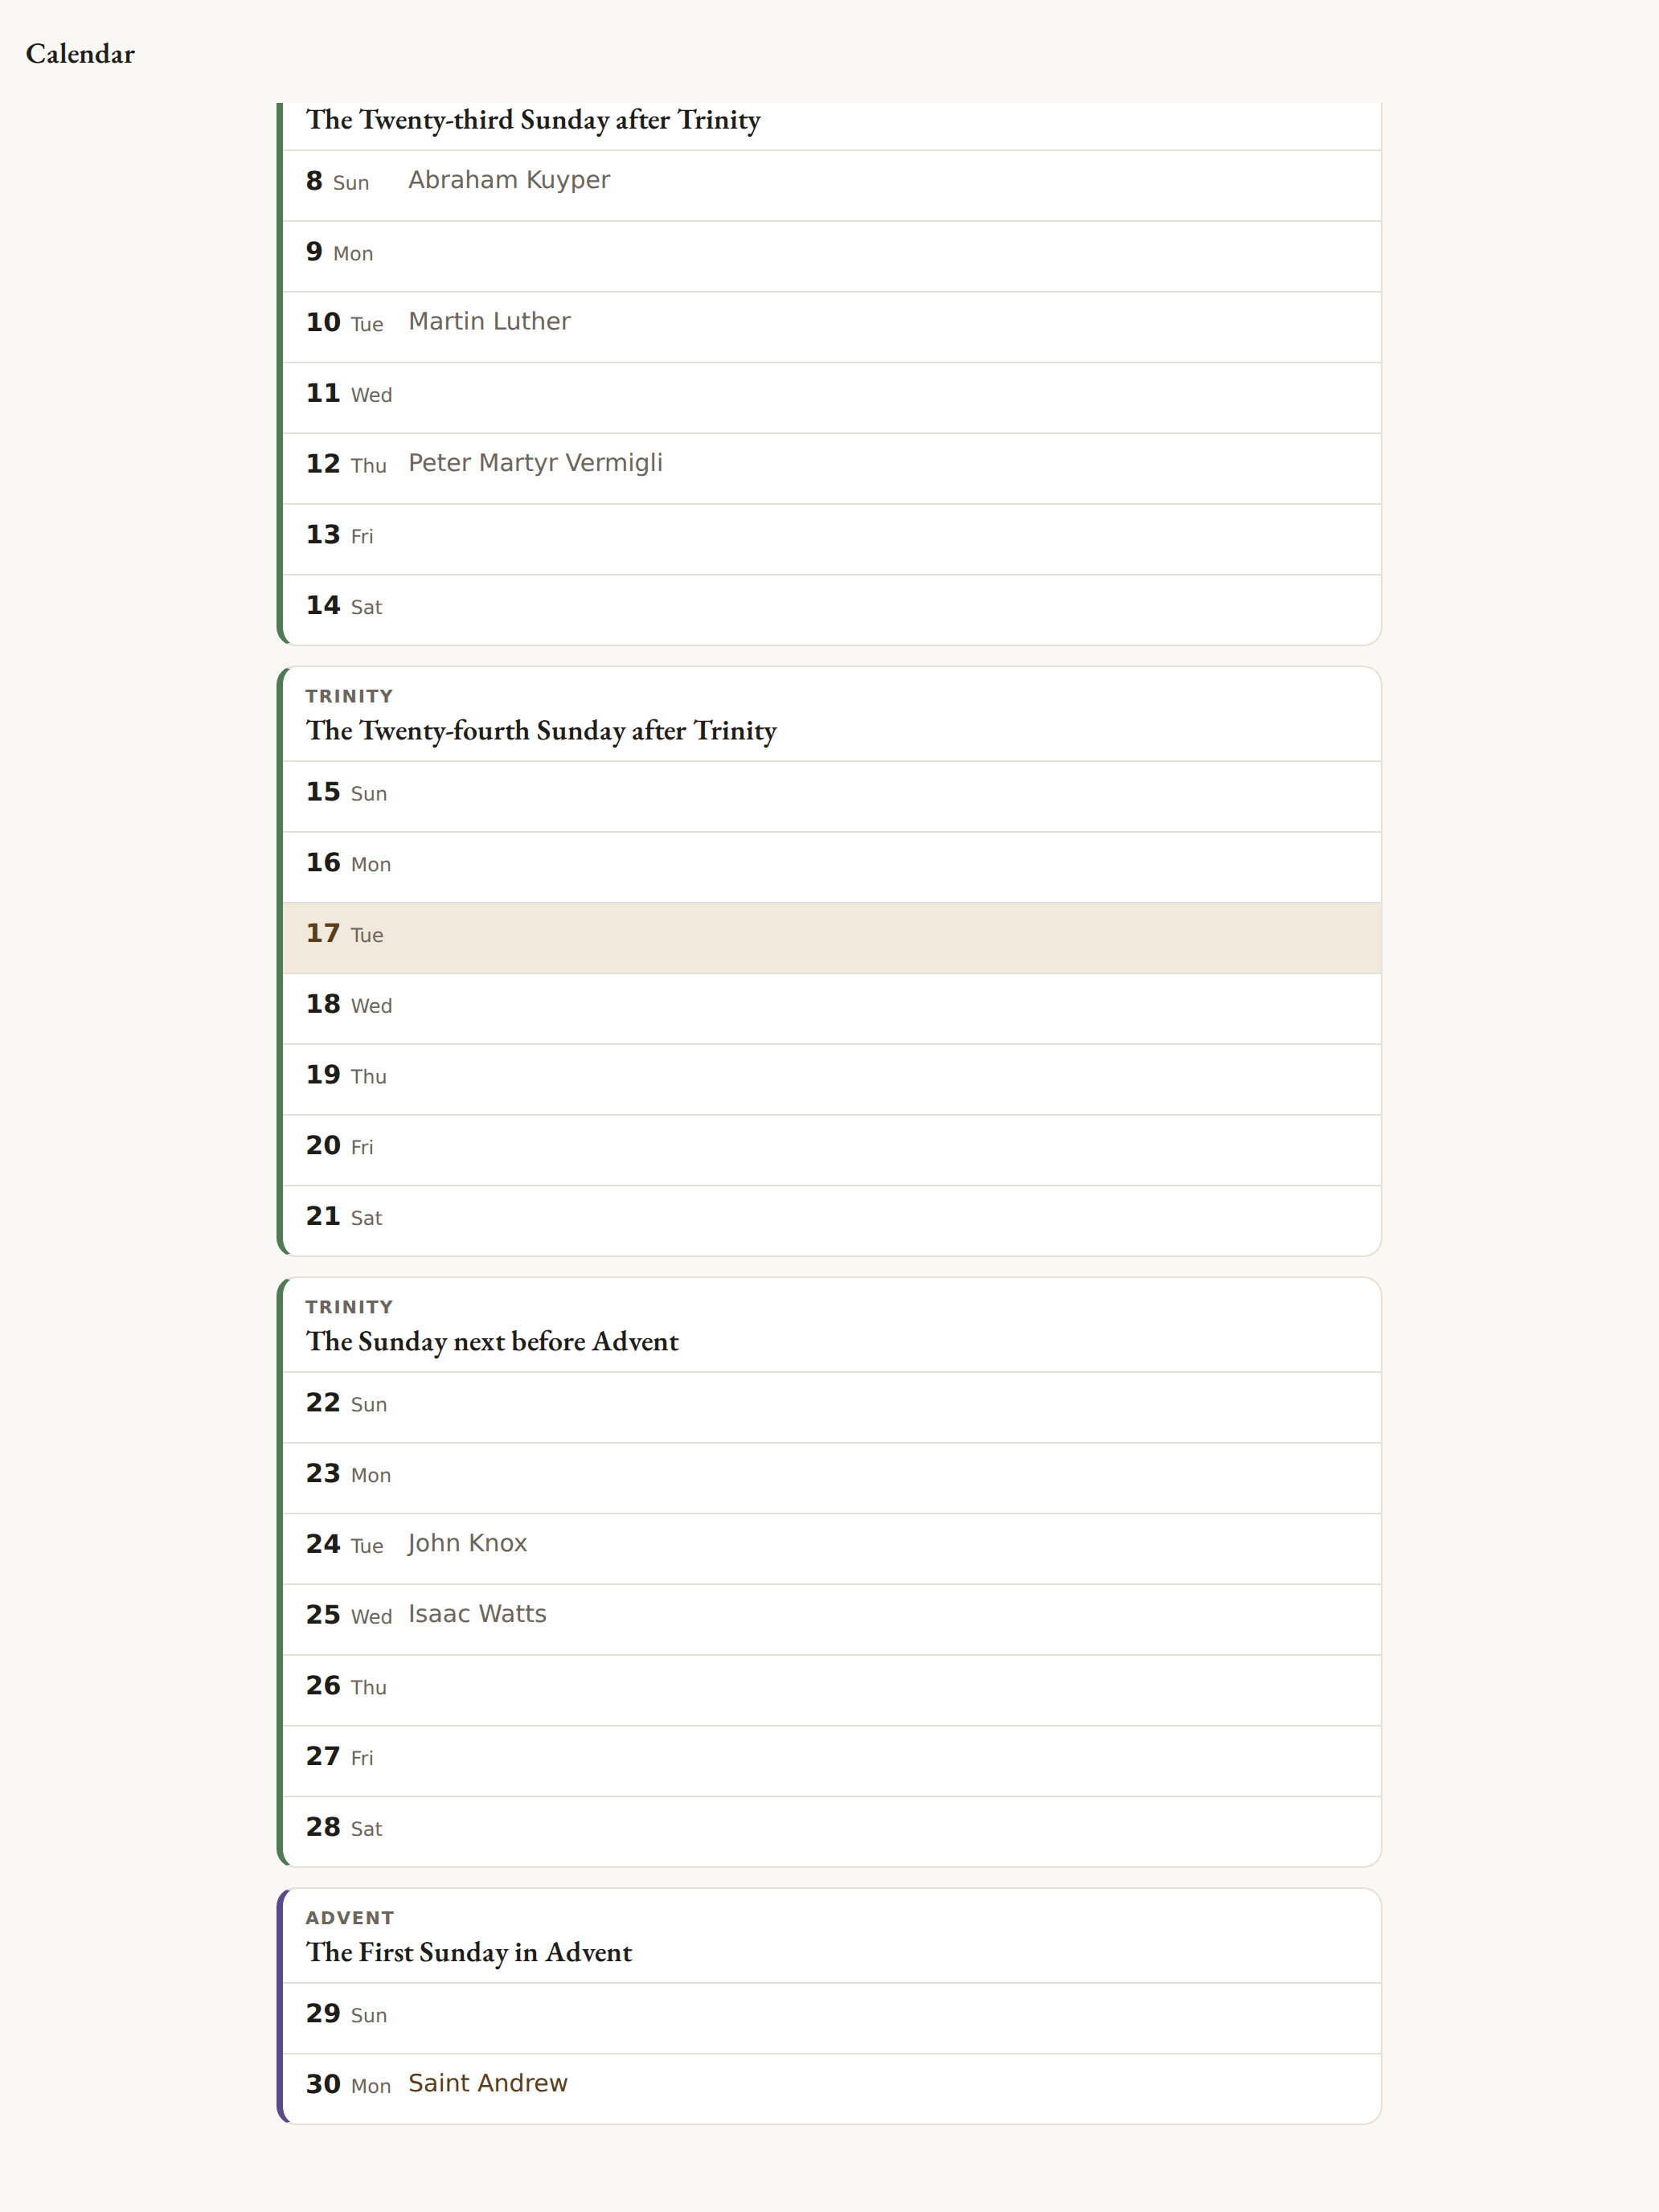 Calendar
The Twenty-third Sunday after Trinity
8 Sun Abraham Kuyper
9 Mon
10 Tue Martin Luther
11 Wed
12 Thu Peter Martyr Vermigli
13 Fri
14 Sat
TRINITY
The Twenty-fourth Sunday after Trinity
15 Sun
16 Mon
17 Tue
18 Wed
19 Thu
20 Fri
21 Sat
TRINITY
The Sunday next before Advent
22 Sun
23 Mon
24 Tue John Knox
25 Wed Isaac Watts
26 Thu
27 Fri
28 Sat
ADVENT
The First Sunday in Advent
29 Sun
30 Mon Saint Andrew